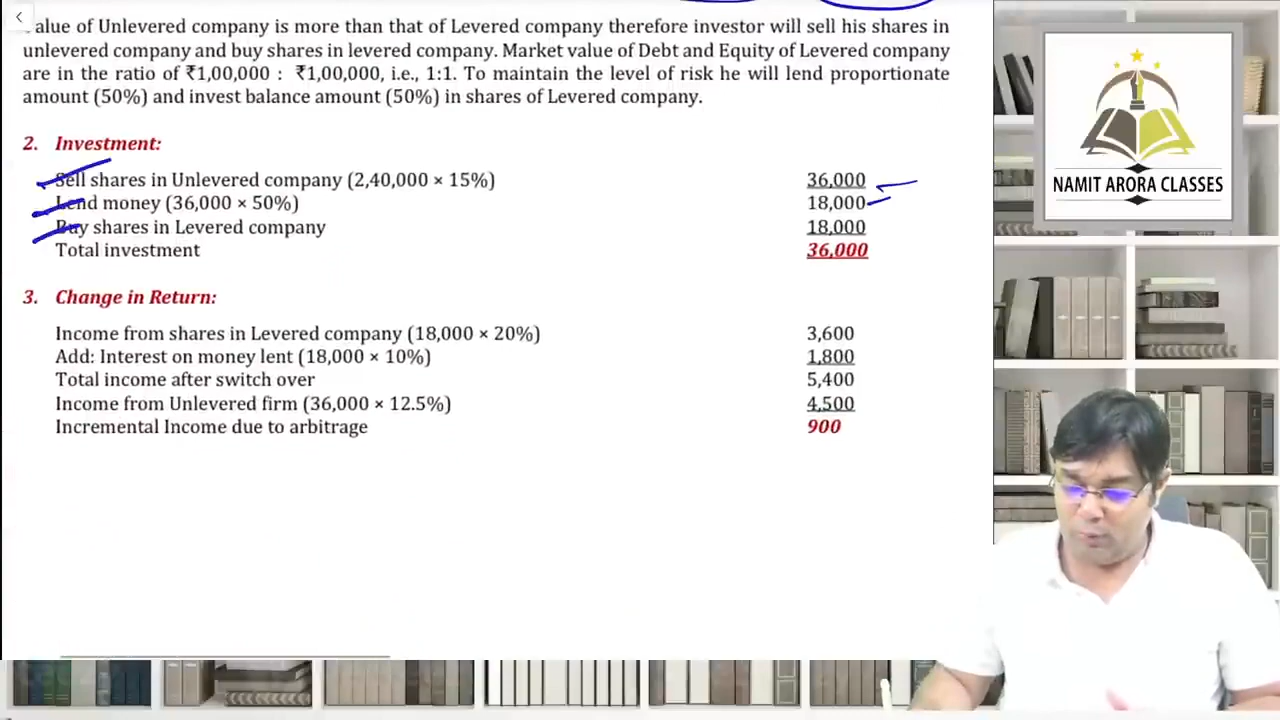 alue of Unlevered company is more than that of Levered company therefore investor will sell his shares in
unlevered company and buy shares in levered company. Market value of Debt and Equity of Levered company
are in the ratio of ₹1,00,000 : ₹1,00,000, i.e., 1:1. To maintain the level of risk he will lend proportionate
amount (50%) and invest balance amount (50%) in shares of Levered company.
2. Investment:
Sell shares in Unlevered company (2,40,000 × 15%) 36,000
Lend money (36,000 × 50%) 18,000
Buy shares in Levered company 18,000
Total investment 36,000
3. Change in Return:
Income from shares in Levered company (18,000 × 20%) 3,600
Add: Interest on money lent (18,000 × 10%) 1,800
Total income after switch over 5,400
Income from Unlevered firm (36,000 × 12.5%) 4,500
Incremental Income due to arbitrage 900
NAMIT ARORA CLASSES